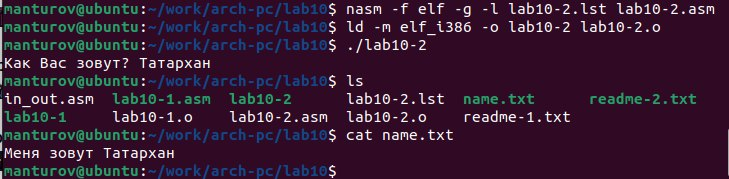 manturov@ubuntu:~/work/arch-pc/lab10$ nasm -f elf -g -l lab10-2.lst lab10-2.asm
manturov@ubuntu:~/work/arch-pc/lab10$ ld -m elf_i386 -o lab10-2 lab10-2.o
manturov@ubuntu:~/work/arch-pc/lab10$ ./lab10-2
Как Вас зовут? Татархан
manturov@ubuntu:~/work/arch-pc/lab10$ ls
in_out.asm lab10-1.asm lab10-2 lab10-2.lst name.txt readme-2.txt
lab10-1 lab10-1.o lab10-2.asm lab10-2.o readme-1.txt
manturov@ubuntu:~/work/arch-pc/lab10$ cat name.txt
Меня зовут Татархан
manturov@ubuntu:~/work/arch-pc/lab10$